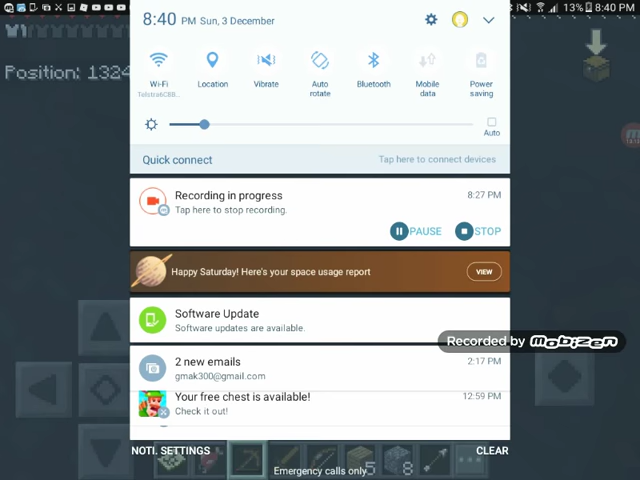 13% 8:40 PM
8:40 PM Sun, 3 December
Position: 1324
Wi-Fi
Location
Vibrate
Auto rotate
Bluetooth
Mobile data
Power saving
Auto
Quick connect
Tap here to connect devices
Recording in progress
8:27 PM
Tap here to stop recording.
PAUSE
STOP
Happy Saturday! Here's your space usage report
VIEW
Software Update
Software updates are available.
Recorded by mobizen
2 new emails
2:17 PM
gmak300@gmail.com
Your free chest is available!
12:59 PM
Check it out!
NOTI. SETTINGS
CLEAR
5
8
Emergency calls only